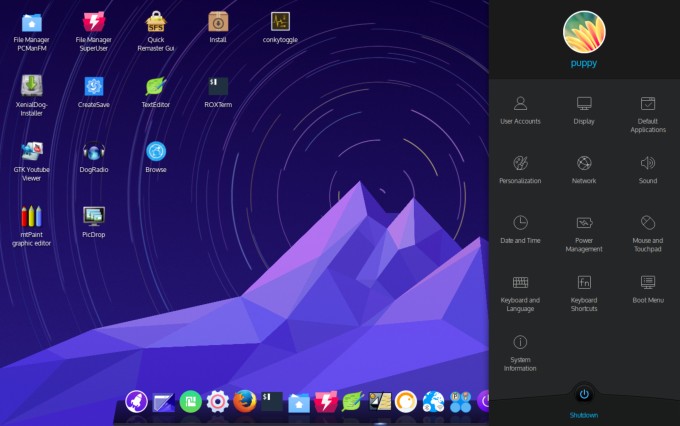 File Manager
PCManFM
File Manager
SuperUser
Quick
Remaster Gui
Install
conkytoggle
XenialDog-
Installer
CreateSave
TextEditor
ROXTerm
GTK Youtube
Viewer
DogRadio
Browse
mtPaint
graphic editor
PicDrop
puppy
User Accounts
Display
Default
Applications
Personalization
Network
Sound
Date and Time
Power
Management
Mouse and
Touchpad
Keyboard and
Language
Keyboard
Shortcuts
Boot Menu
System
Information
Shutdown
SFS
$
fn
$